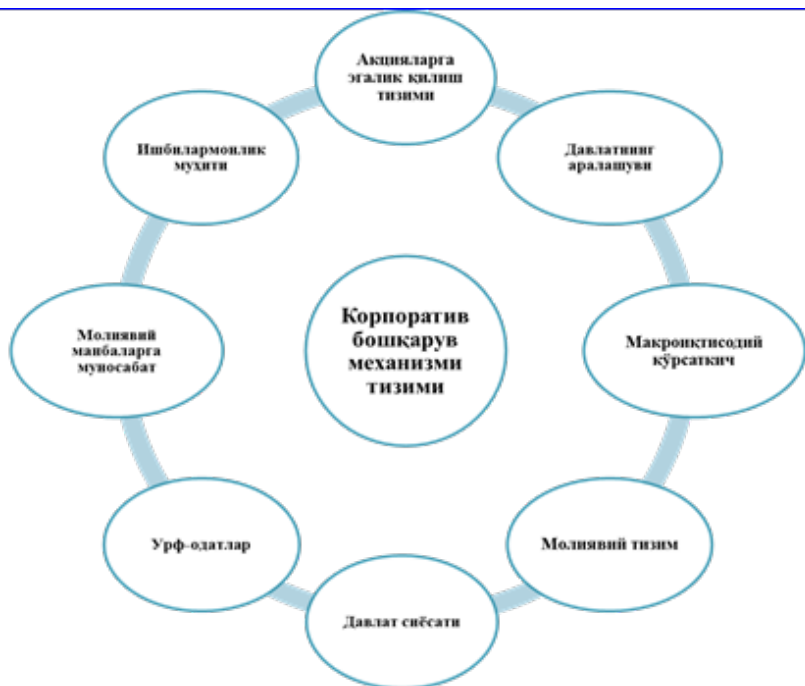 Акцияларга
эгалик қилиш
тизими
Давлатнинг
аралашуви
Макроиқтисодий
кўрсаткич
Молиявий тизим
Давлат сиёсати
Урф-одатлар
Молиявий
манбаларга
муносабат
Ишбилармонлик
муҳити
Корпоратив
бошқарув
механизми
тизими